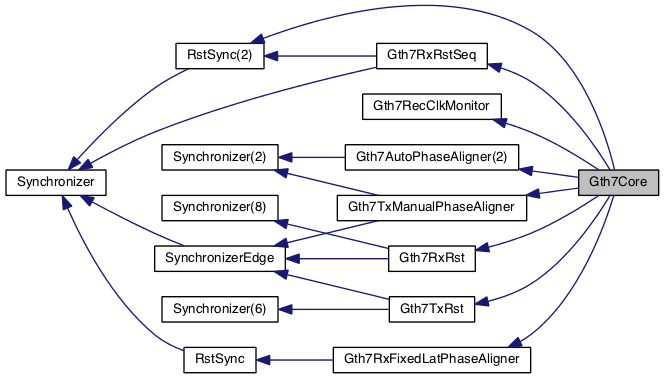 RstSync(2)
Gth7RxRstSeq
Gth7RecClkMonitor
Synchronizer(2)
Gth7AutoPhaseAligner(2)
Synchronizer
Gth7Core
Synchronizer(8)
Gth7TxManualPhaseAligner
SynchronizerEdge
Gth7RxRst
Synchronizer(6)
Gth7TxRst
RstSync
Gth7RxFixedLatPhaseAligner